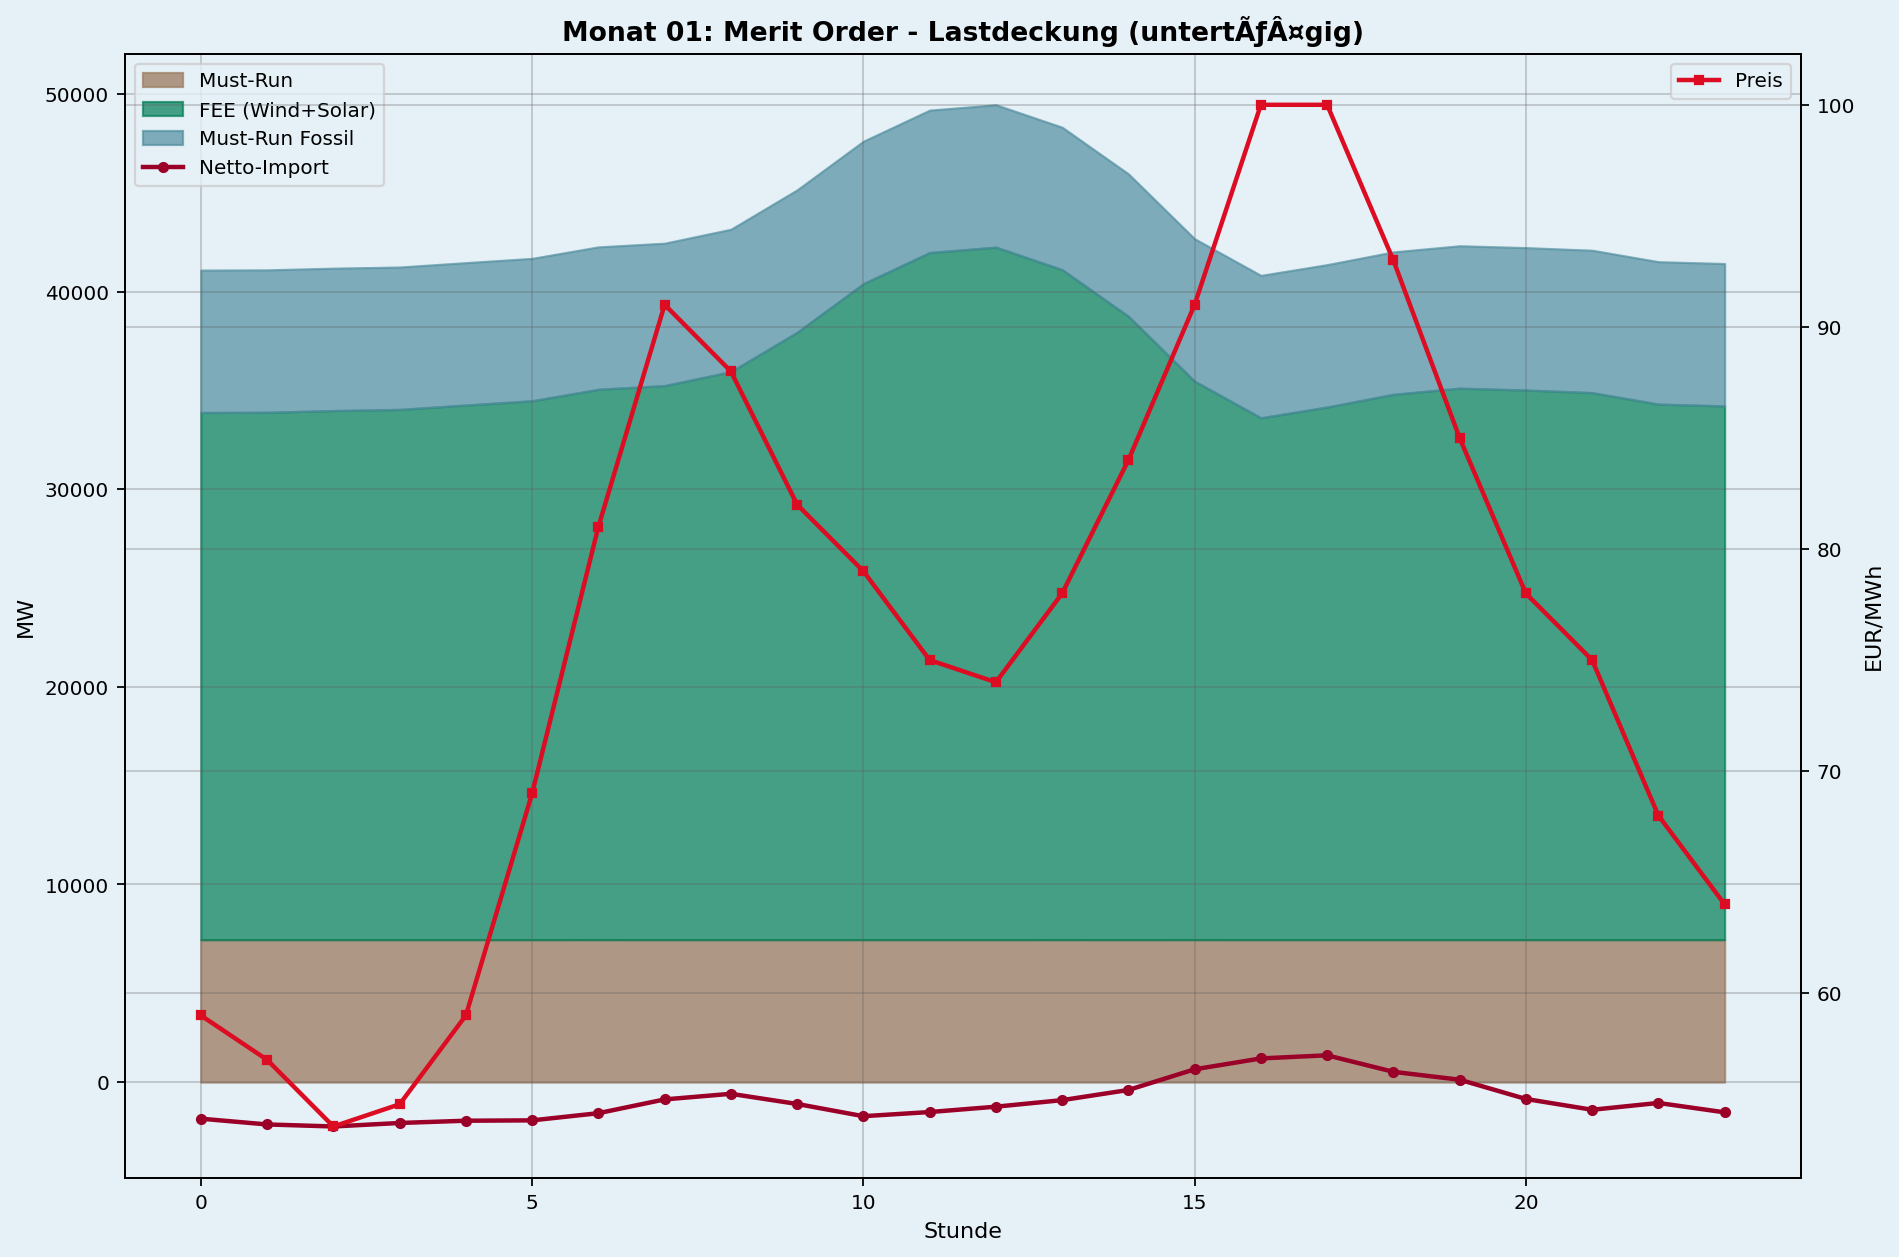 Monat 01: Merit Order - Lastdeckung (untertÃƒÂ¤gig)
Must-Run
FEE (Wind+Solar)
Must-Run Fossil
Netto-Import
Preis
50000
40000
30000
20000
10000
0
MW
100
90
80
70
60
EUR/MWh
0 5 10 15 20
Stunde